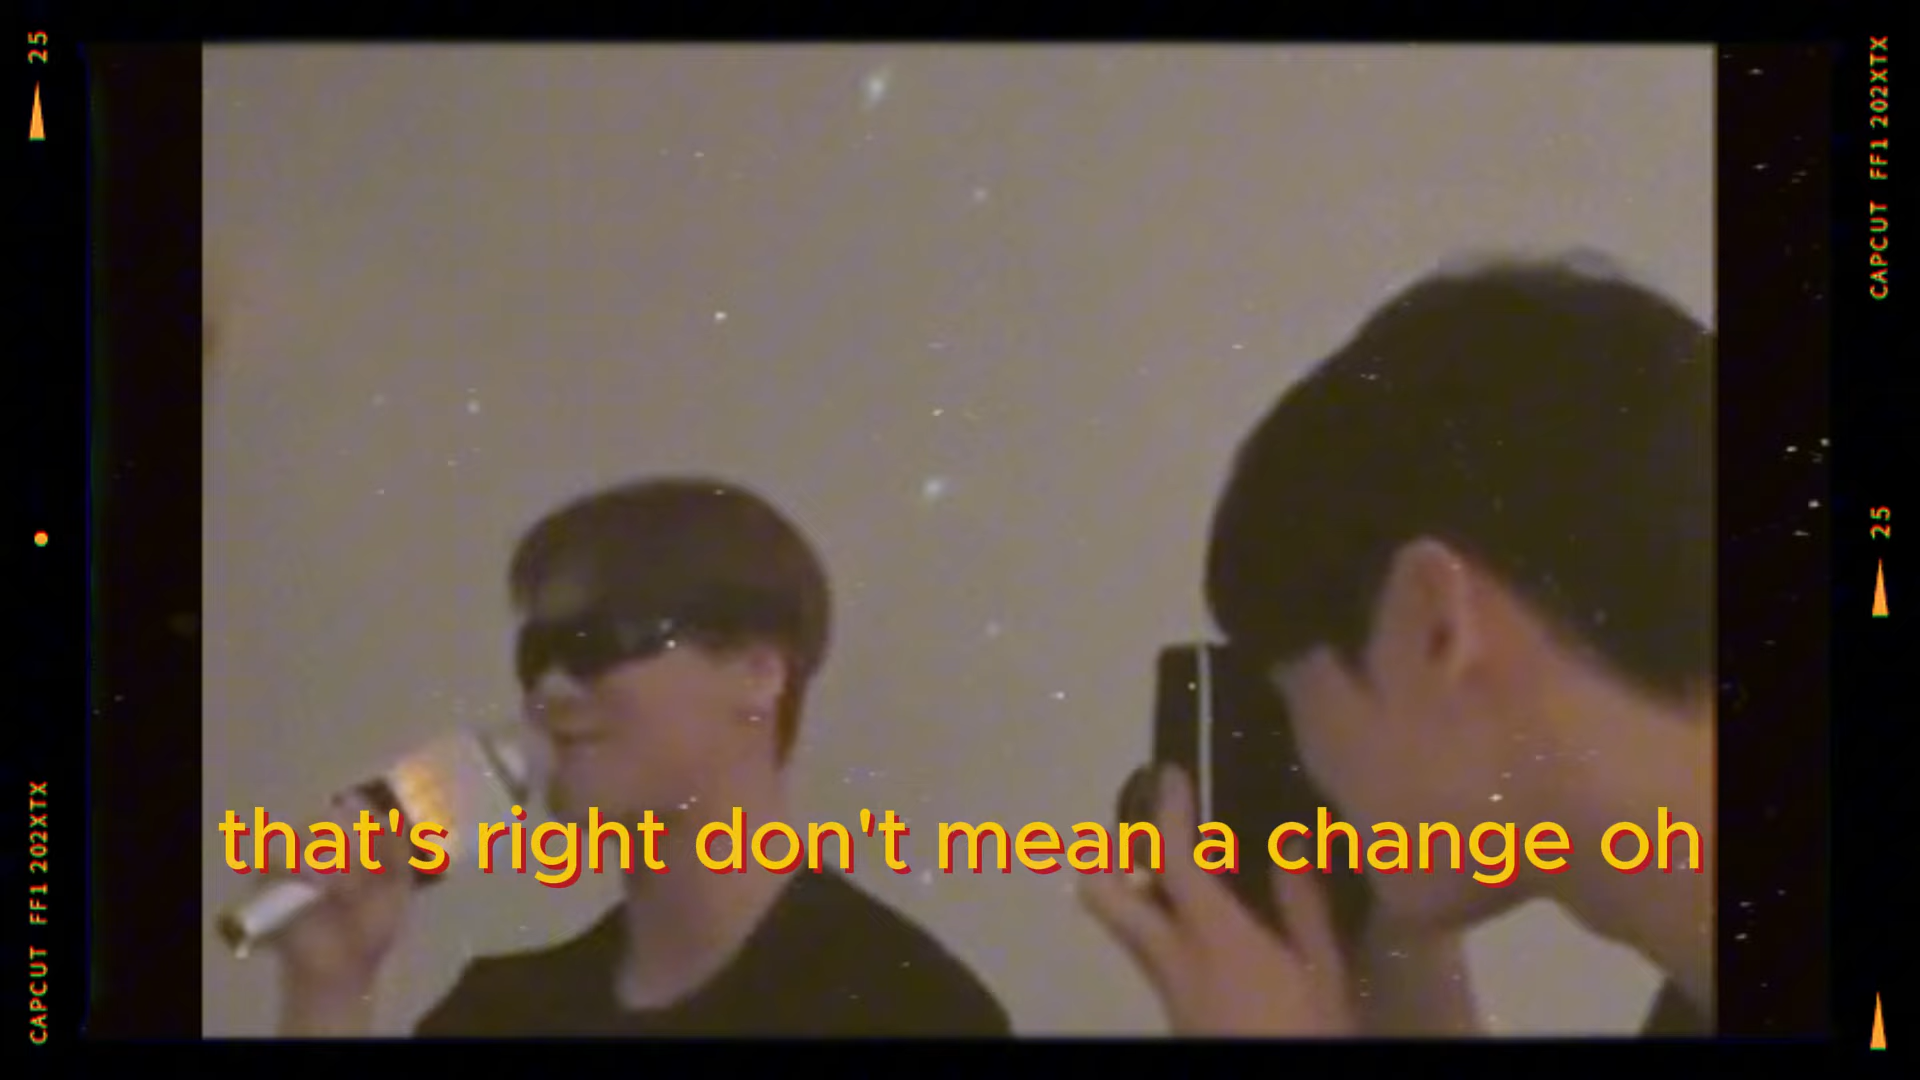 25
CAPCUT FF1 202XTX
that's right don't mean a change oh
CAPCUT FF1 202XTX
25